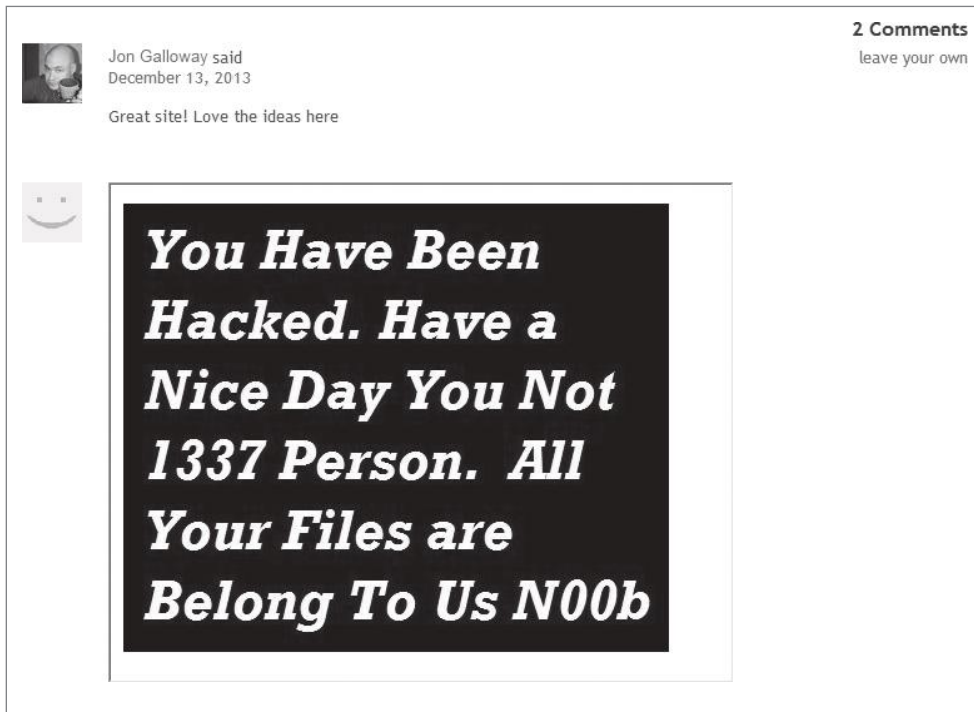 2 Comments
leave your own
Jon Galloway said
December 13, 2013
Great site! Love the ideas here
You Have Been
Hacked. Have a
Nice Day You Not
1337 Person.  All
Your Files are
Belong To Us N00b